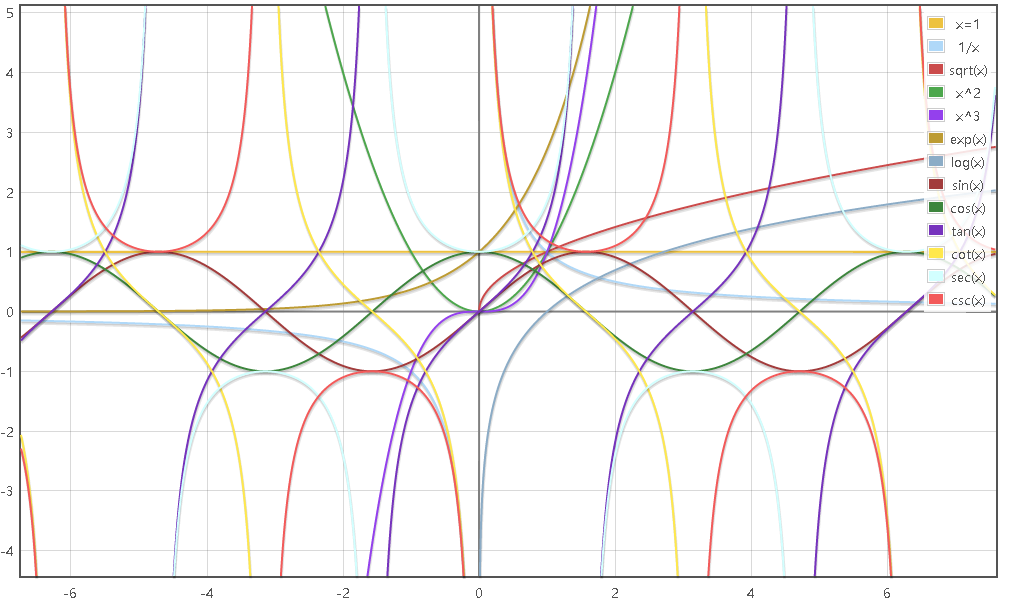 5
4
3
2
1
0
-1
-2
-3
-4
-6
-4
-2
0
2
4
6
x=1
1/x
sqrt(x)
x^2
x^3
exp(x)
log(x)
sin(x)
cos(x)
tan(x)
cot(x)
sec(x)
csc(x)